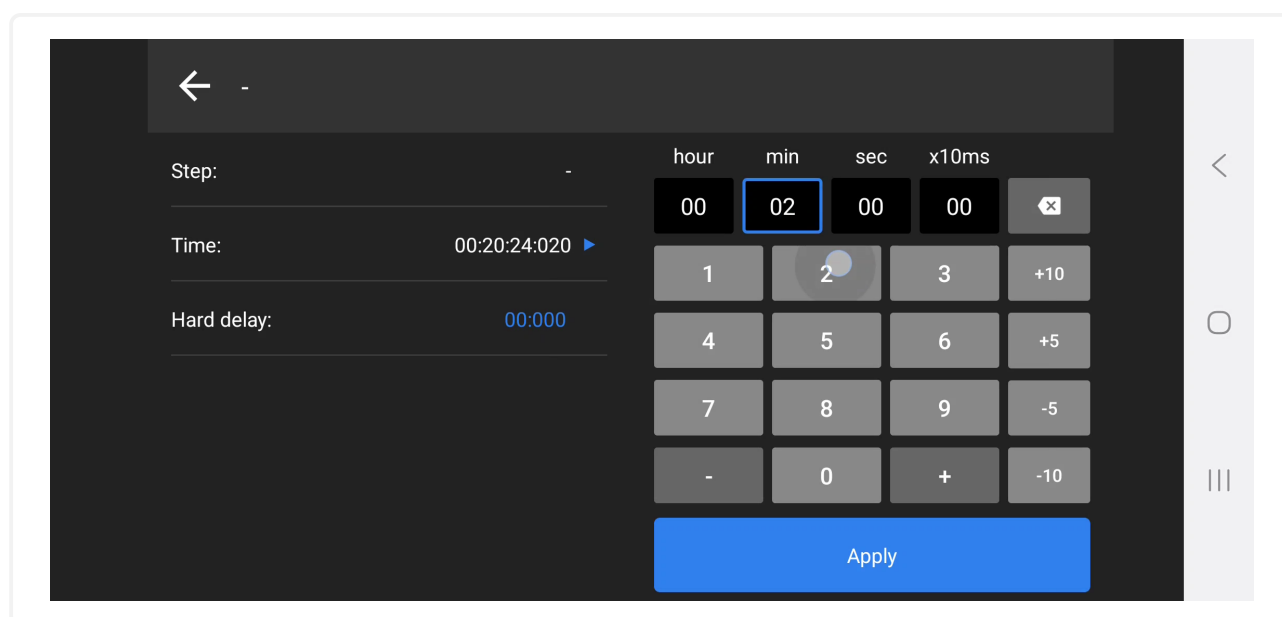 -
Step: -
Time: 00:20:24:020
Hard delay: 00:000
hour min sec x10ms
00 02 00 00
1 2 3 +10
4 5 6 +5
7 8 9 -5
- 0 + -10
Apply